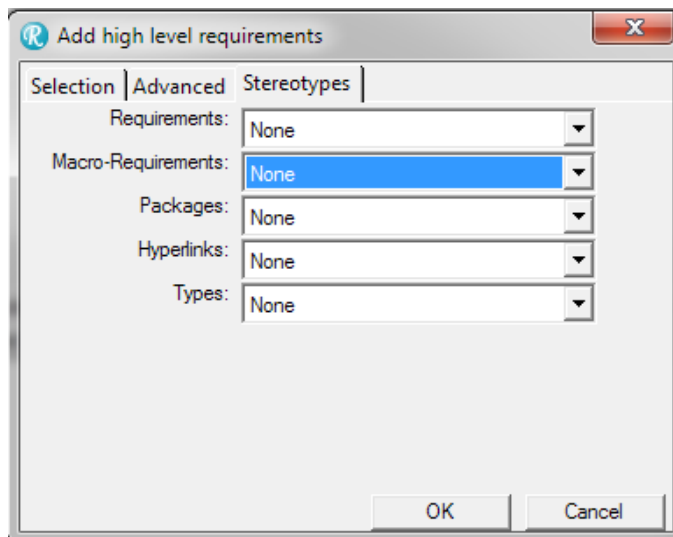 Add high level requirements
Selection Advanced Stereotypes
Requirements: None
Macro-Requirements: None
Packages: None
Hyperlinks: None
Types: None
OK Cancel